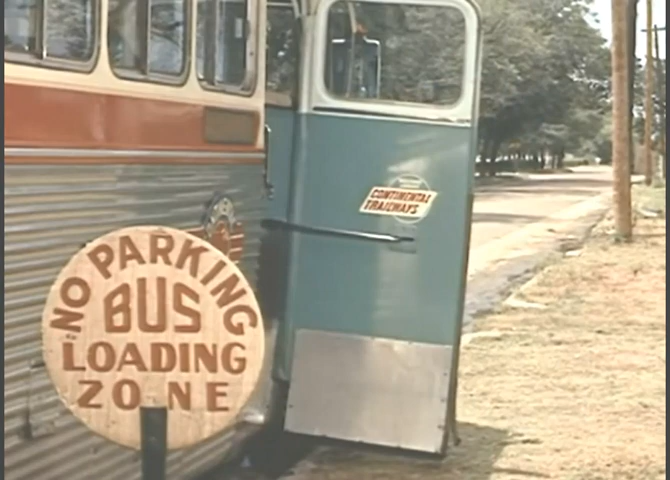 NO PARKING
BUS
LOADING
ZONE
CONTINENTAL
TRAILWAYS